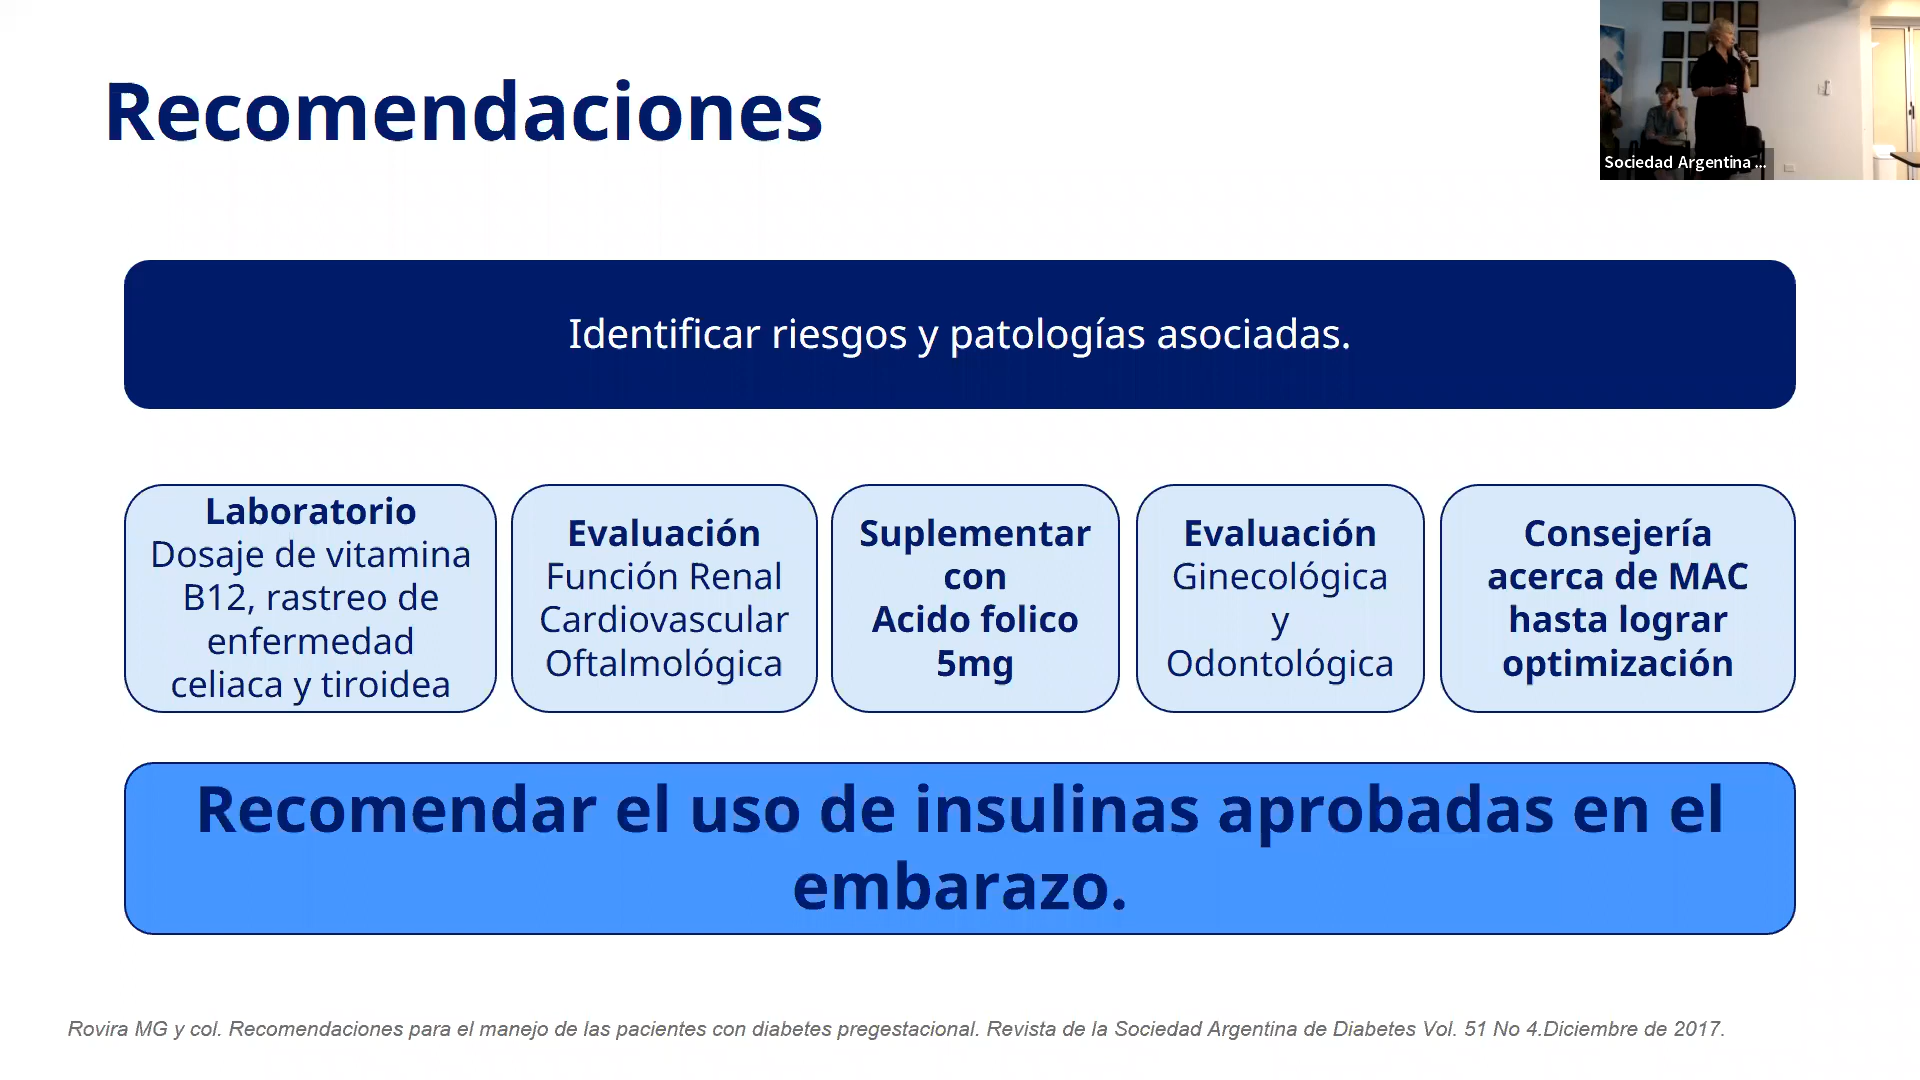 Recomendaciones
Sociedad Argentina ...
Identificar riesgos y patologías asociadas.
Laboratorio
Dosaje de vitamina
B12, rastreo de
enfermedad
celiaca y tiroidea
Evaluación
Función Renal
Cardiovascular
Oftalmológica
Suplementar
con
Acido folico
5mg
Evaluación
Ginecológica
y
Odontológica
Consejería
acerca de MAC
hasta lograr
optimización
Recomendar el uso de insulinas aprobadas en el
embarazo.
Rovira MG y col. Recomendaciones para el manejo de las pacientes con diabetes pregestacional. Revista de la Sociedad Argentina de Diabetes Vol. 51 No 4.Diciembre de 2017.